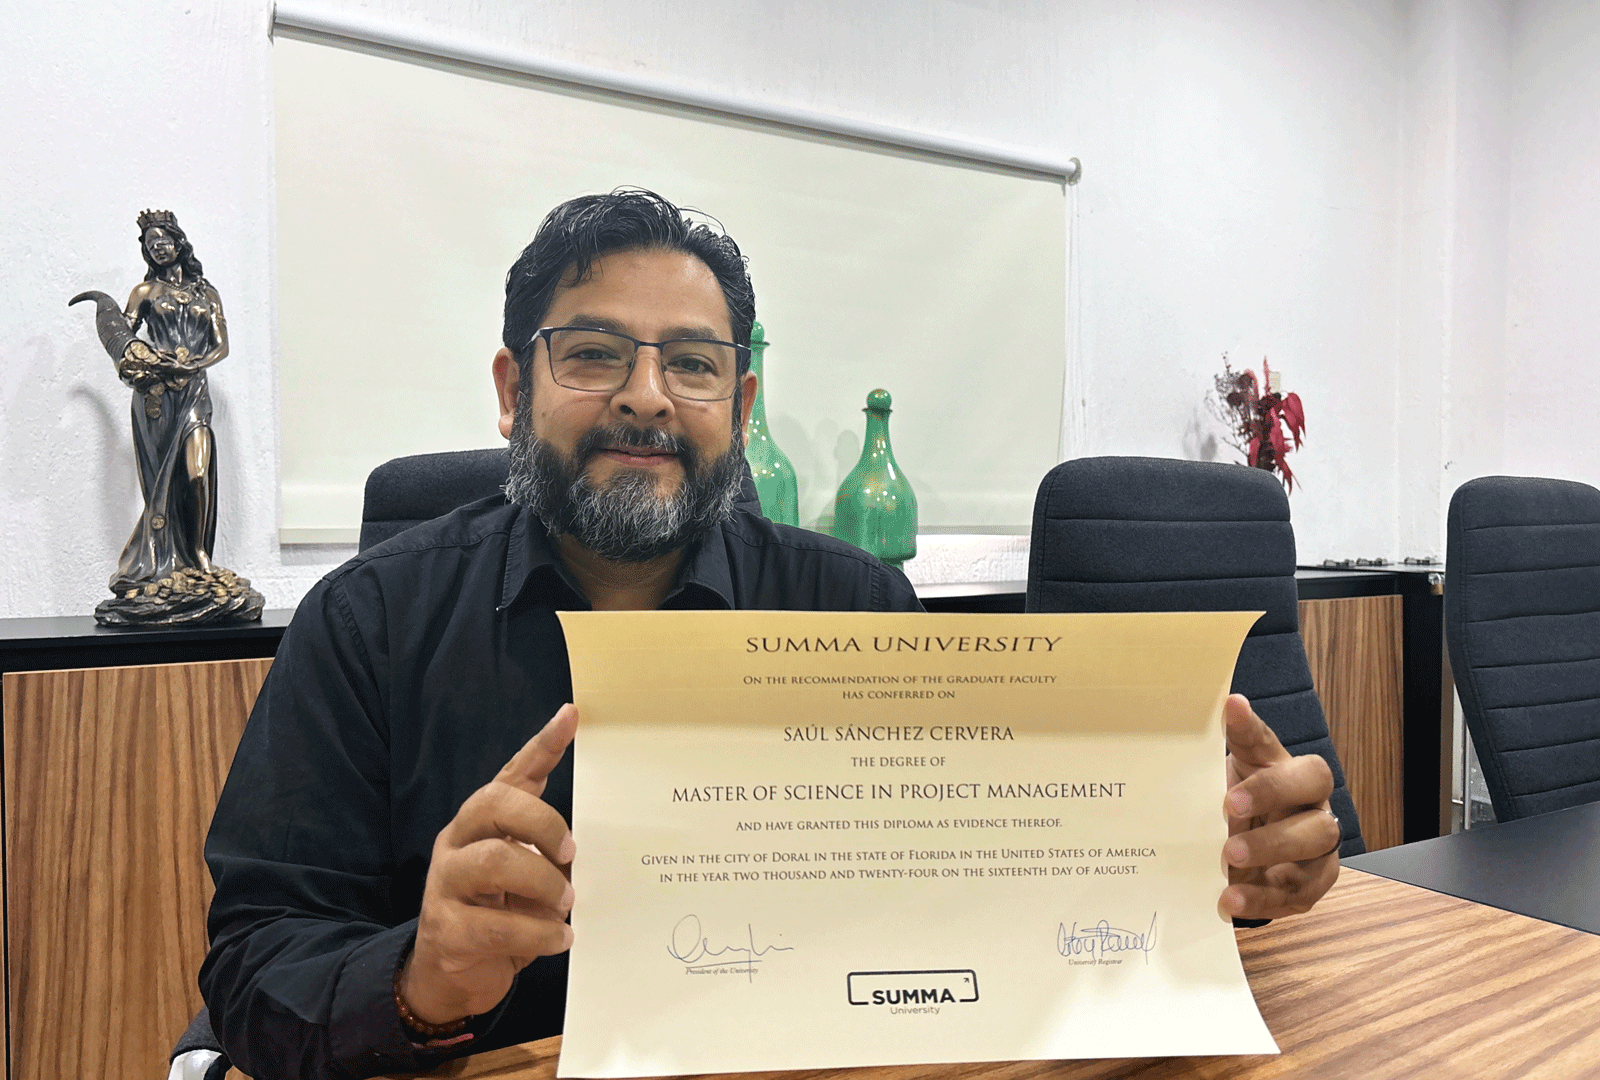 SUMMA UNIVERSITY
ON THE RECOMMENDATION OF THE GRADUATE FACULTY
HAS CONFERRED ON
SAÚL SÁNCHEZ CERVERA
THE DEGREE OF
MASTER OF SCIENCE IN PROJECT MANAGEMENT
AND HAVE GRANTED THIS DIPLOMA AS EVIDENCE THEREOF.
GIVEN IN THE CITY OF DORAL IN THE STATE OF FLORIDA IN THE UNITED STATES OF AMERICA
IN THE YEAR TWO THOUSAND AND TWENTY-FOUR ON THE SIXTEENTH DAY OF AUGUST.
President of the University
University Registrar
SUMMA
University